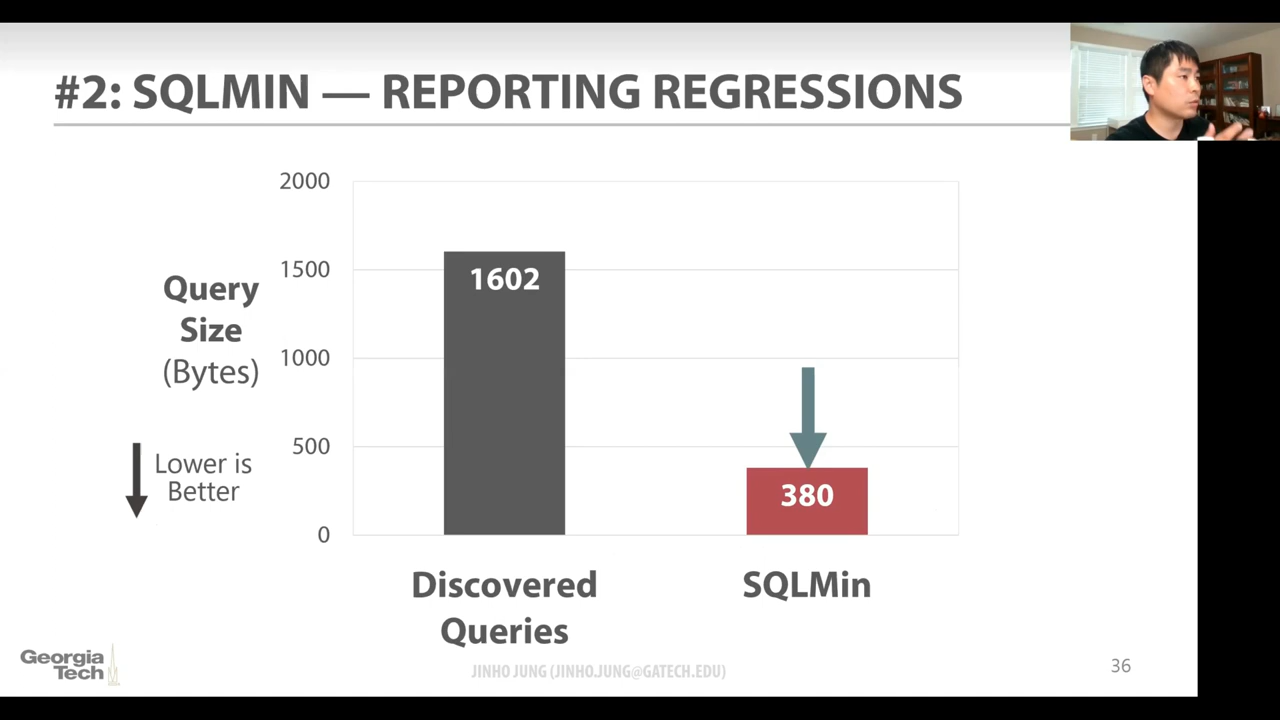 #2: SQLMIN — REPORTING REGRESSIONS
2000
1500
1000
500
0
Query
Size
(Bytes)
Lower is
Better
1602
380
Discovered
Queries
SQLMin
Georgia
Tech
JINHO JUNG (JINHO.JUNG@GATECH.EDU)
36